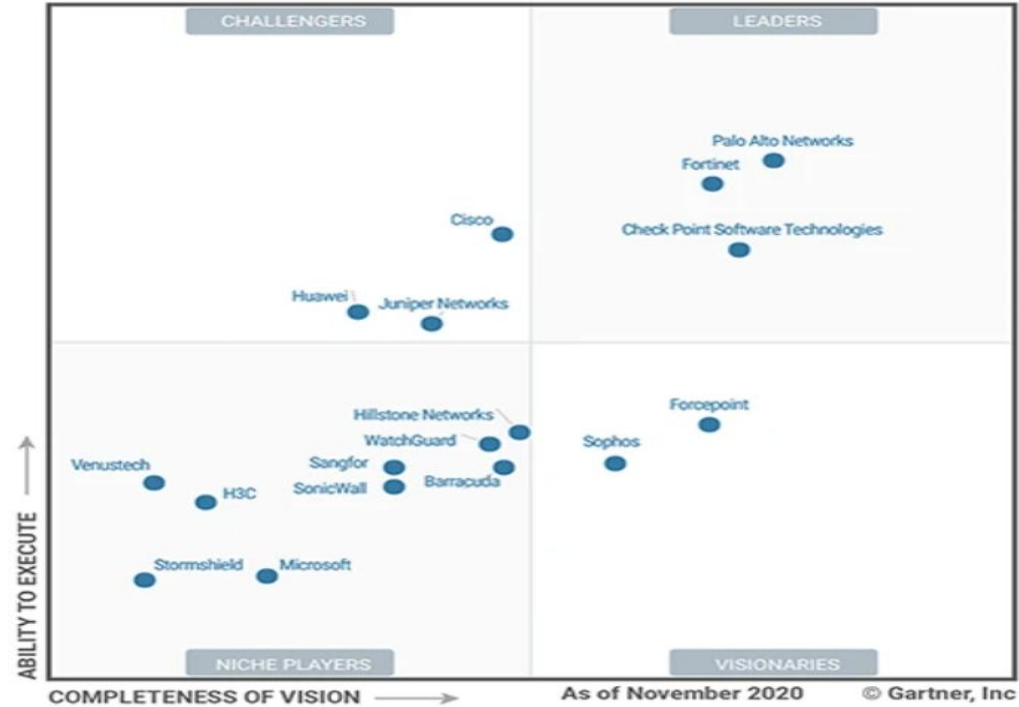 CHALLENGERS
LEADERS
Palo Alto Networks
Fortinet
Cisco
Check Point Software Technologies
Huawei
Juniper Networks
Forcepoint
Hillstone Networks
WatchGuard
Sophos
Venustech
Sangfor
Barracuda
SonicWall
H3C
Stormshield
Microsoft
ABILITY TO EXECUTE
NICHE PLAYERS
VISIONARIES
COMPLETENESS OF VISION
As of November 2020
© Gartner, Inc